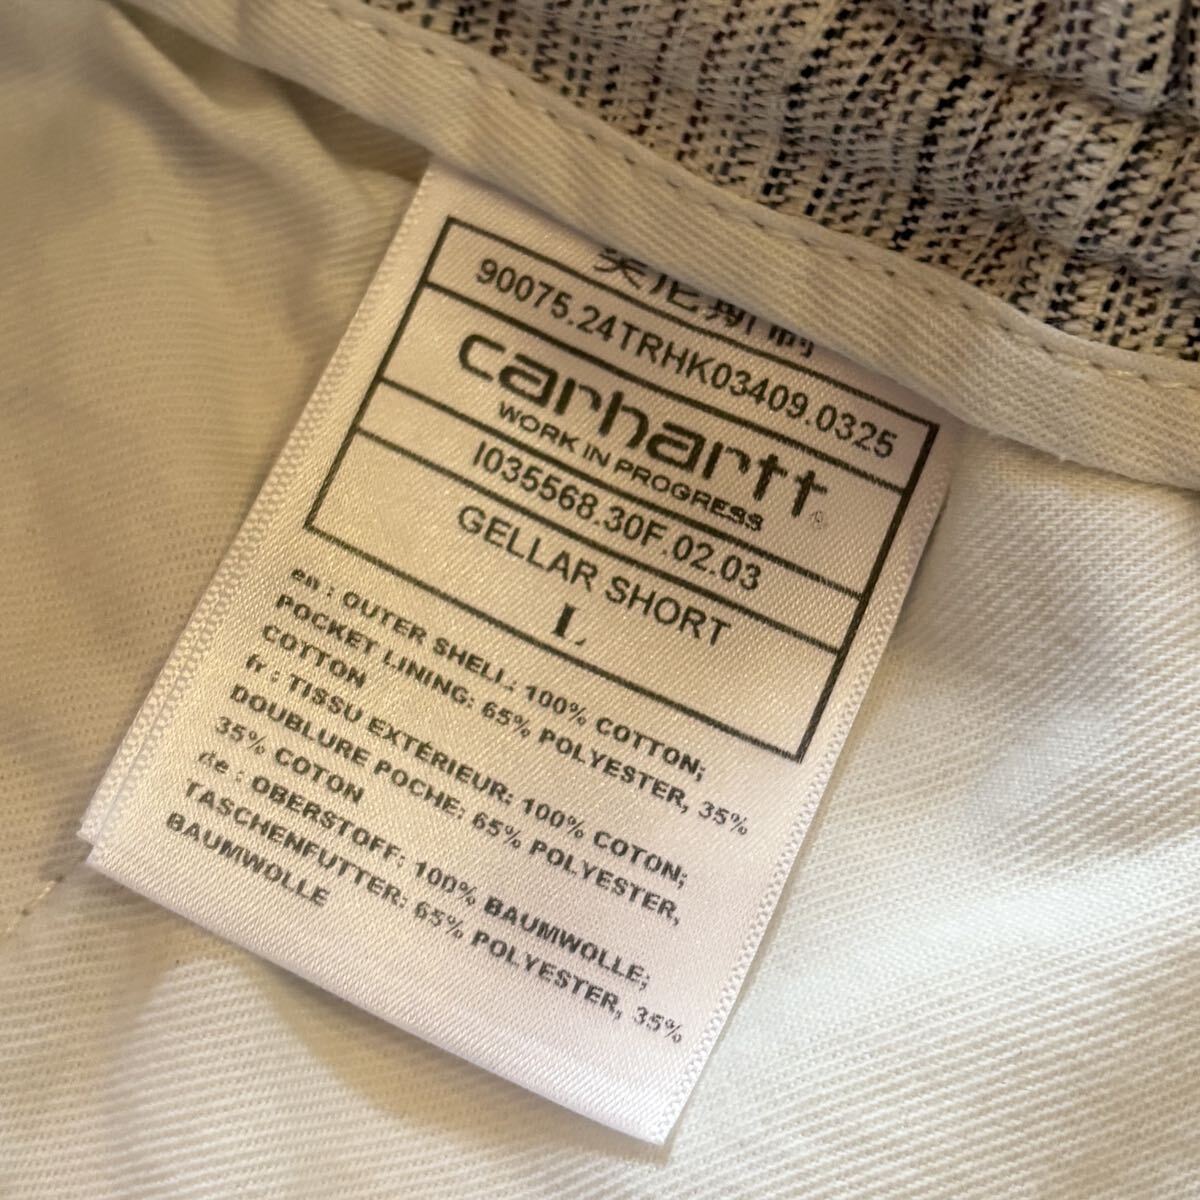 90075.24TRHK03409.0325
carhartt
WORK IN PROGRESS
I035568.30F.02.03
GELLAR SHORT
L
en : OUTER SHELL: 100% COTTON;
POCKET LINING: 65% POLYESTER, 35%
COTTON
fr : TISSU EXTÉRIEUR: 100% COTON;
DOUBLURE POCHE: 65% POLYESTER,
35% COTON
de : OBERSTOFF: 100% BAUMWOLLE;
TASCHENFUTTER: 65% POLYESTER, 35%
BAUMWOLLE